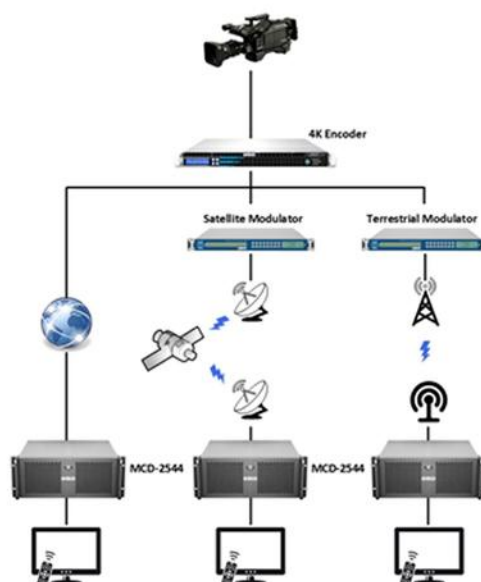 4K Encoder
Satellite Modulator
Terrestrial Modulator
MCD-2544
MCD-2544